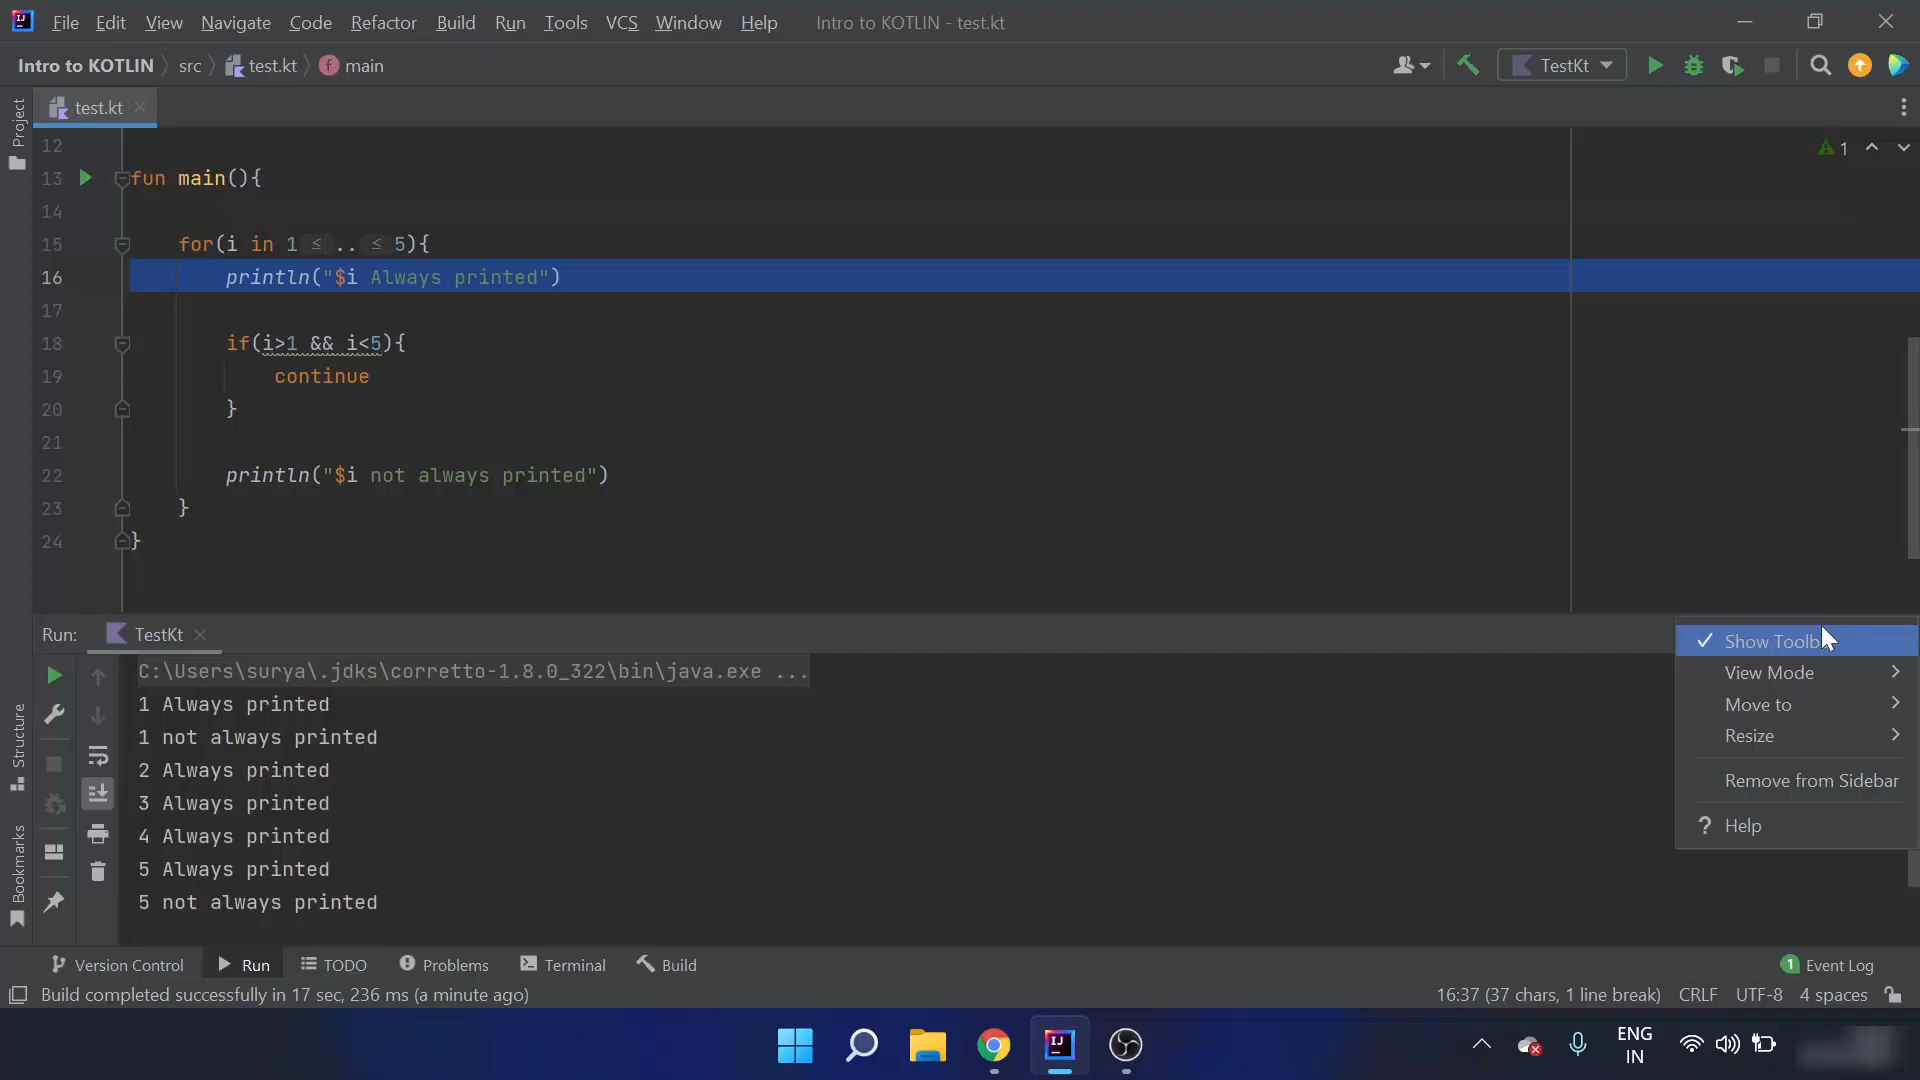 File Edit View Navigate Code Refactor Build Run Tools VCS Window Help Intro to KOTLIN - test.kt
Intro to KOTLIN src test.kt f main TestKt
Project
test.kt
1
12
13 fun main(){
14
15 for(i in 1 ≤ .. ≤ 5){
16 println("$i Always printed")
17
18 if(i>1 && i<5){
19 continue
20 }
21
22 println("$i not always printed")
23 }
24 }
Run: TestKt
C:\Users\surya\.jdks\corretto-1.8.0_322\bin\java.exe ...
1 Always printed
1 not always printed
2 Always printed
3 Always printed
4 Always printed
5 Always printed
5 not always printed
Show Toolb
View Mode
Move to
Resize
Remove from Sidebar
? Help
Structure
Bookmarks
Version Control Run TODO Problems Terminal Build 1 Event Log
Build completed successfully in 17 sec, 236 ms (a minute ago) 16:37 (37 chars, 1 line break) CRLF UTF-8 4 spaces
IJ
ENG
IN